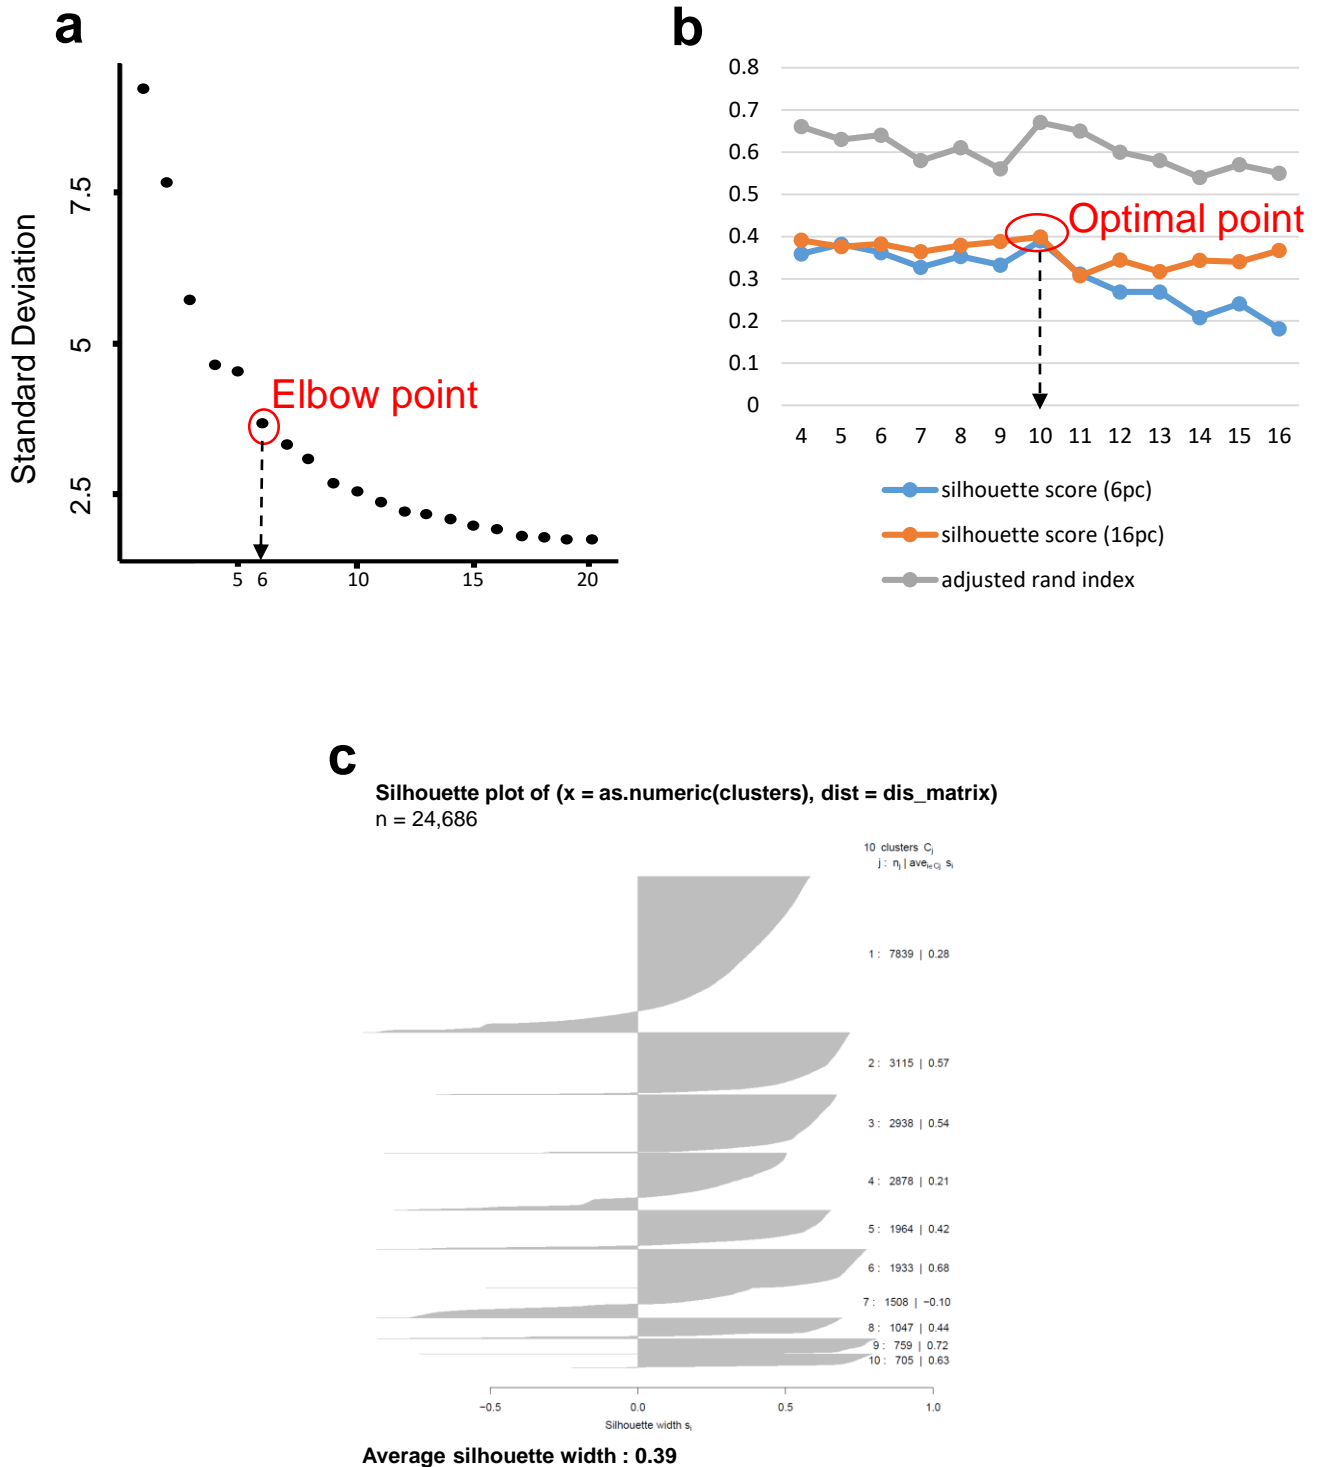 a
Standard Deviation
7.5
5
2.5
Elbow point
5 6 10 15 20
b
0.8
0.7
0.6
0.5
0.4
0.3
0.2
0.1
0
Optimal point
4 5 6 7 8 9 10 11 12 13 14 15 16
silhouette score (6pc)
silhouette score (16pc)
adjusted rand index
c
Silhouette plot of (x = as.numeric(clusters), dist = dis_matrix)
n = 24,686
10 clusters Cj
j : nj | avei∈Cj si
1 : 7839 | 0.28
2 : 3115 | 0.57
3 : 2938 | 0.54
4 : 2878 | 0.21
5 : 1964 | 0.42
6 : 1933 | 0.68
7 : 1508 | −0.10
8 : 1047 | 0.44
9 : 759 | 0.72
10 : 705 | 0.63
−0.5 0.0 0.5 1.0
Silhouette width si
Average silhouette width : 0.39